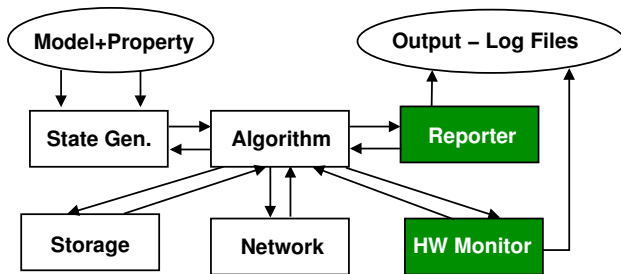 Model+Property
Output – Log Files
State Gen.
Algorithm
Reporter
Storage
Network
HW Monitor